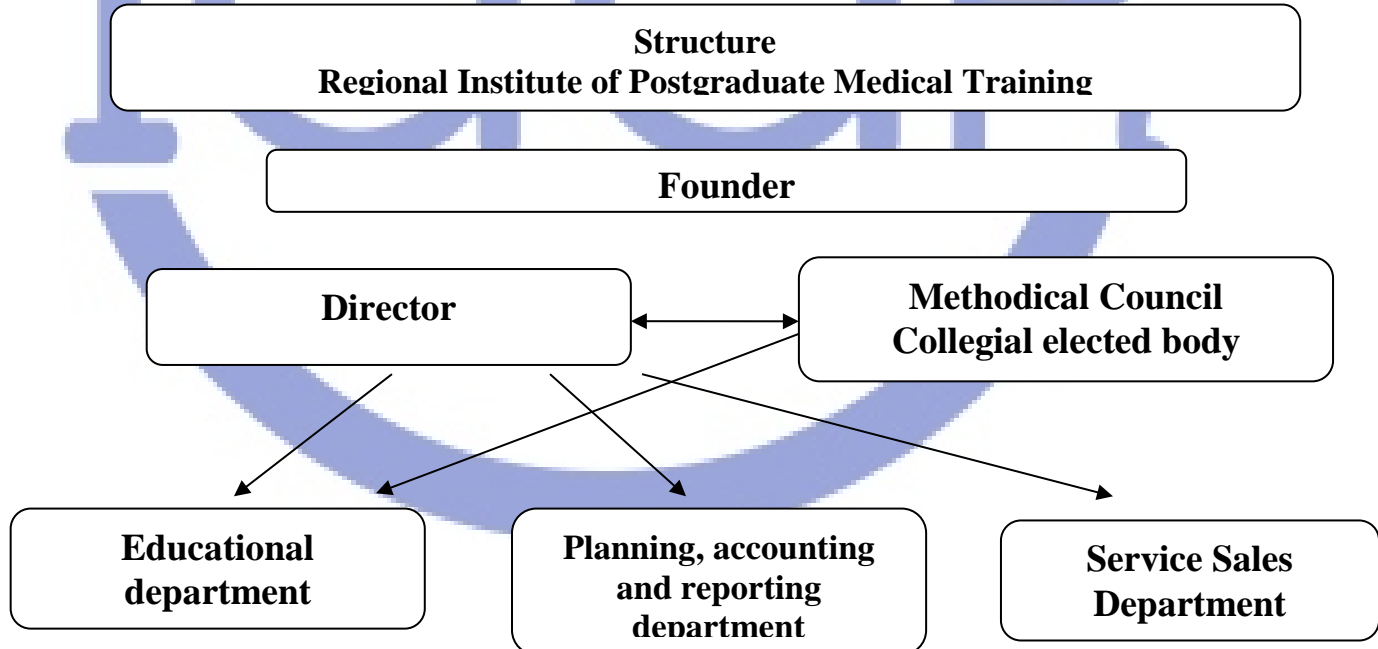 Structure
Regional Institute of Postgraduate Medical Training
Founder
Director
Methodical Council
Collegial elected body
Educational
department
Planning, accounting
and reporting
department
Service Sales
Department